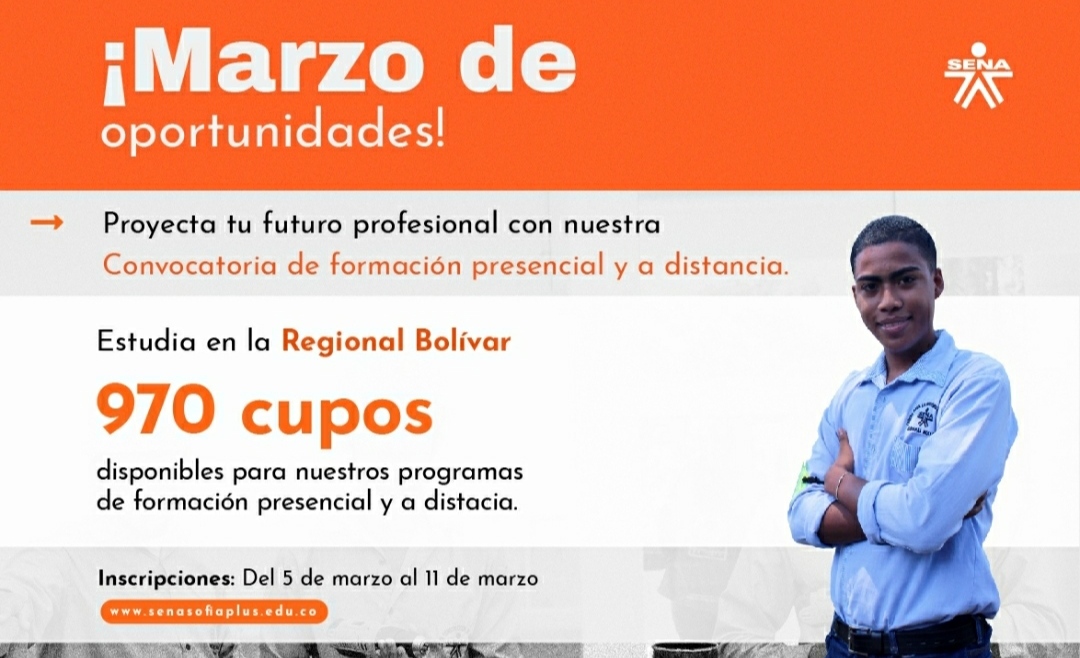 ¡Marzo de
oportunidades!
SENA
→ Proyecta tu futuro profesional con nuestra
Convocatoria de formación presencial y a distancia.
Estudia en la Regional Bolívar
970 cupos
disponibles para nuestros programas
de formación presencial y a distacia.
Inscripciones: Del 5 de marzo al 11 de marzo
www.senasofiaplus.edu.co